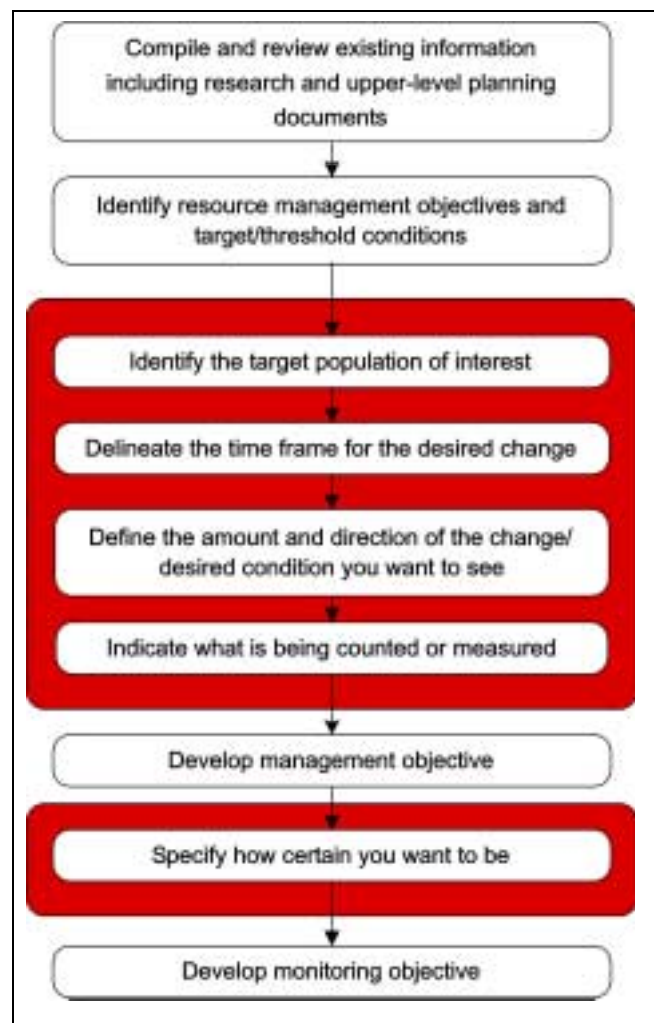 Compile and review existing information
including research and upper-level planning
documents
Identify resource management objectives and
target/threshold conditions
Identify the target population of interest
Delineate the time frame for the desired change
Define the amount and direction of the change/
desired condition you want to see
Indicate what is being counted or measured
Develop management objective
Specify how certain you want to be
Develop monitoring objective